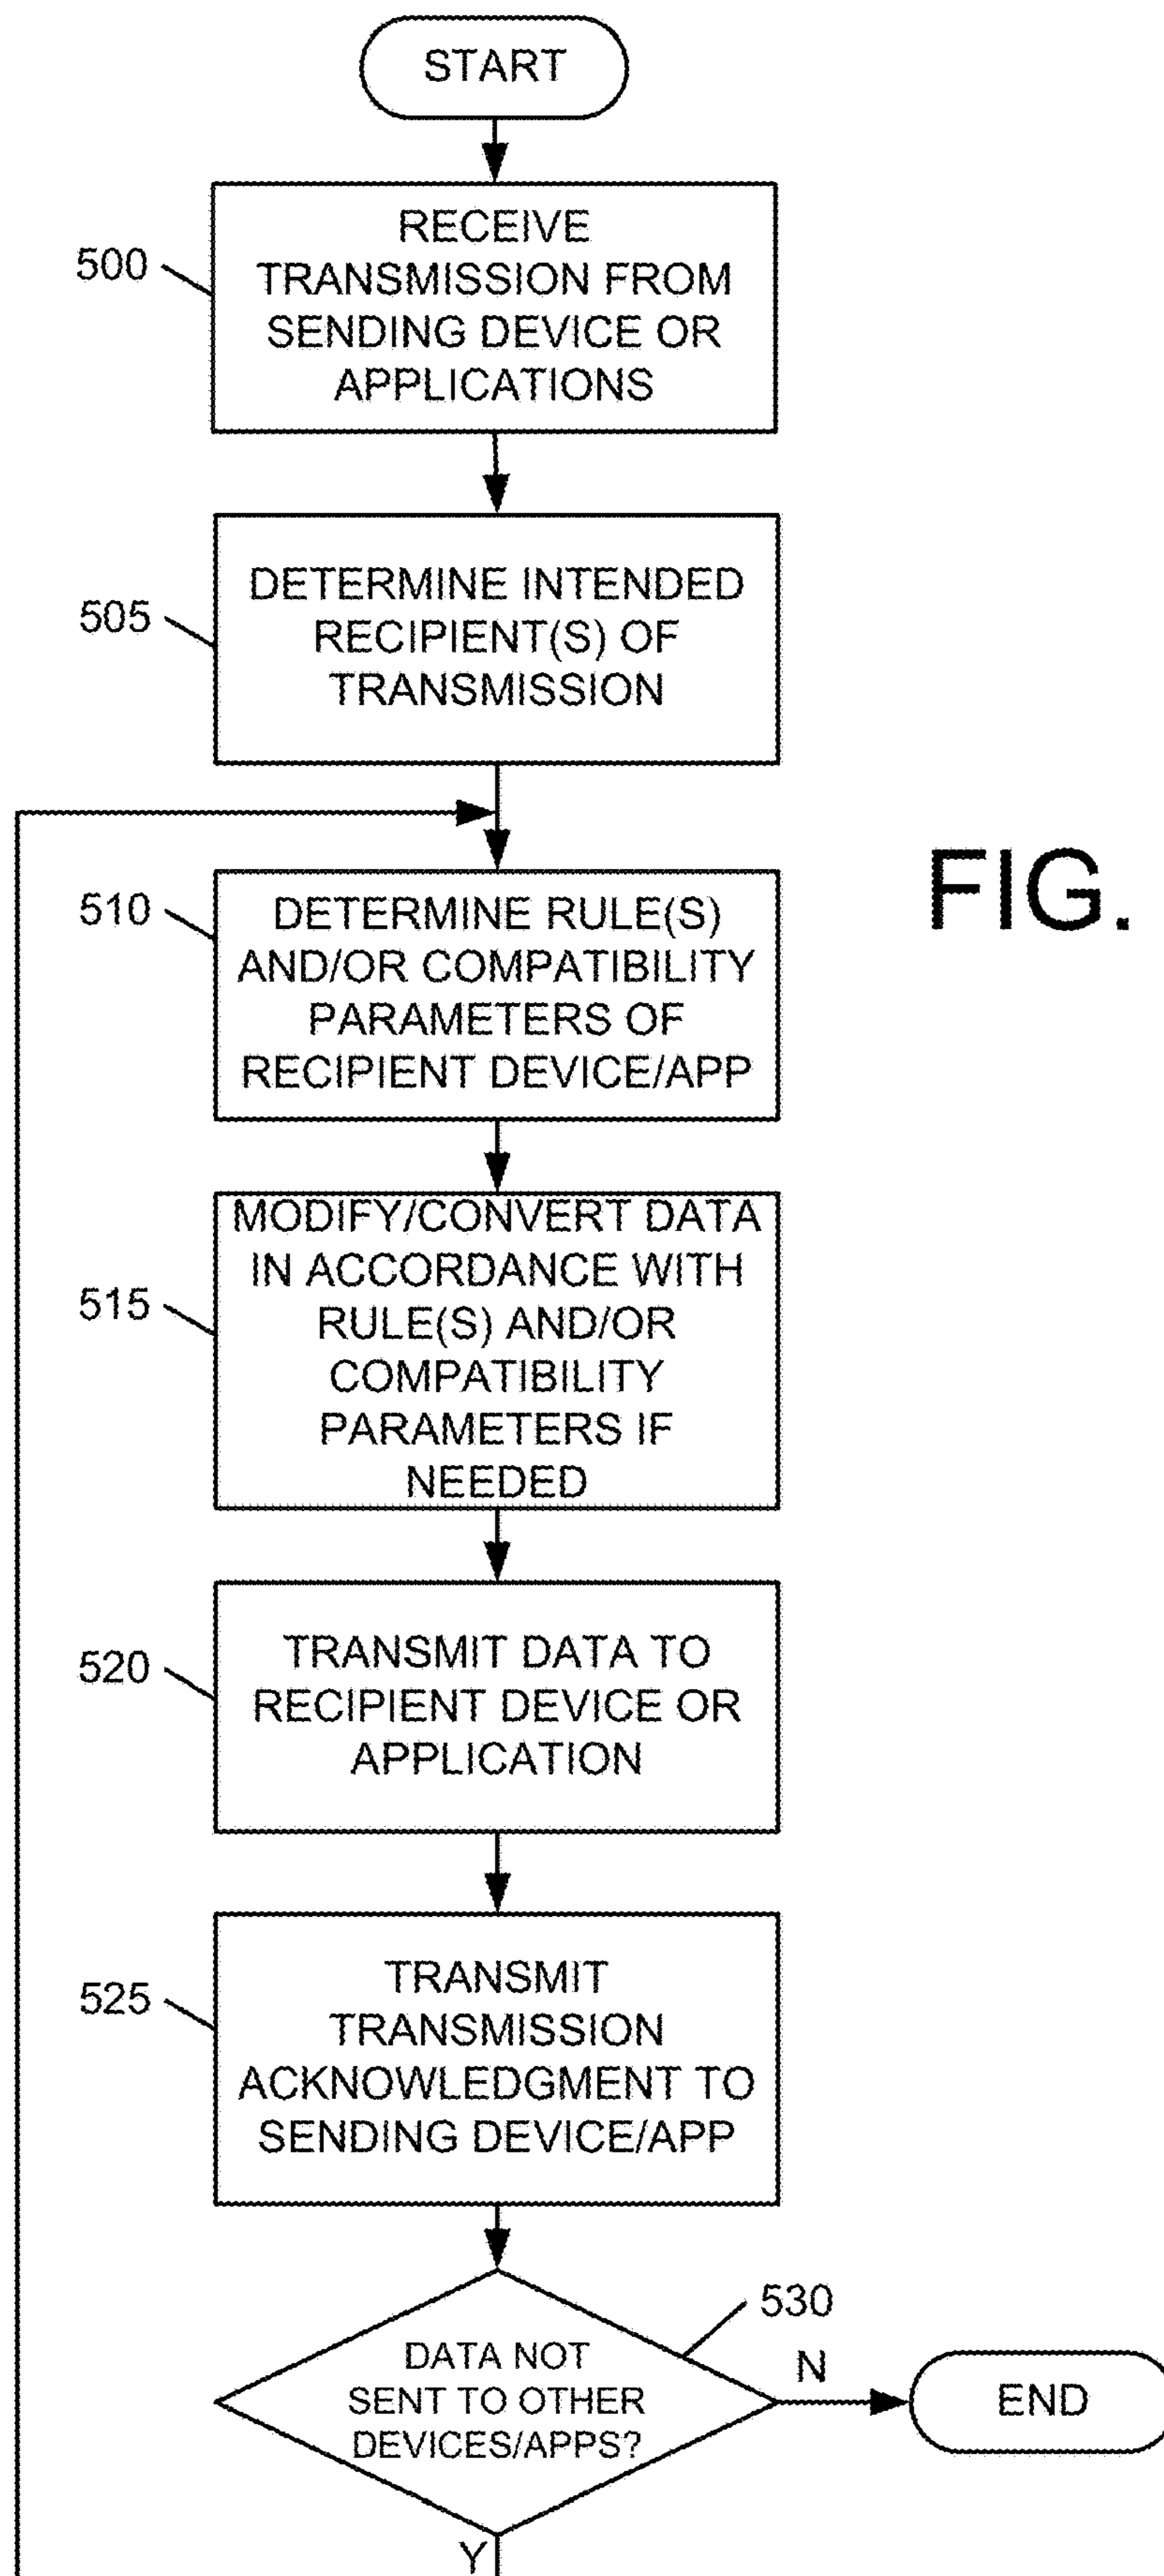 START
500
RECEIVE
TRANSMISSION FROM
SENDING DEVICE OR
APPLICATIONS
505
DETERMINE INTENDED
RECIPIENT(S) OF
TRANSMISSION
FIG.
510
DETERMINE RULE(S)
AND/OR COMPATIBILITY
PARAMETERS OF
RECIPIENT DEVICE/APP
515
MODIFY/CONVERT DATA
IN ACCORDANCE WITH
RULE(S) AND/OR
COMPATIBILITY
PARAMETERS IF
NEEDED
520
TRANSMIT DATA TO
RECIPIENT DEVICE OR
APPLICATION
525
TRANSMIT
TRANSMISSION
ACKNOWLEDGMENT TO
SENDING DEVICE/APP
530
DATA NOT
SENT TO OTHER
DEVICES/APPS?
N
END
Y